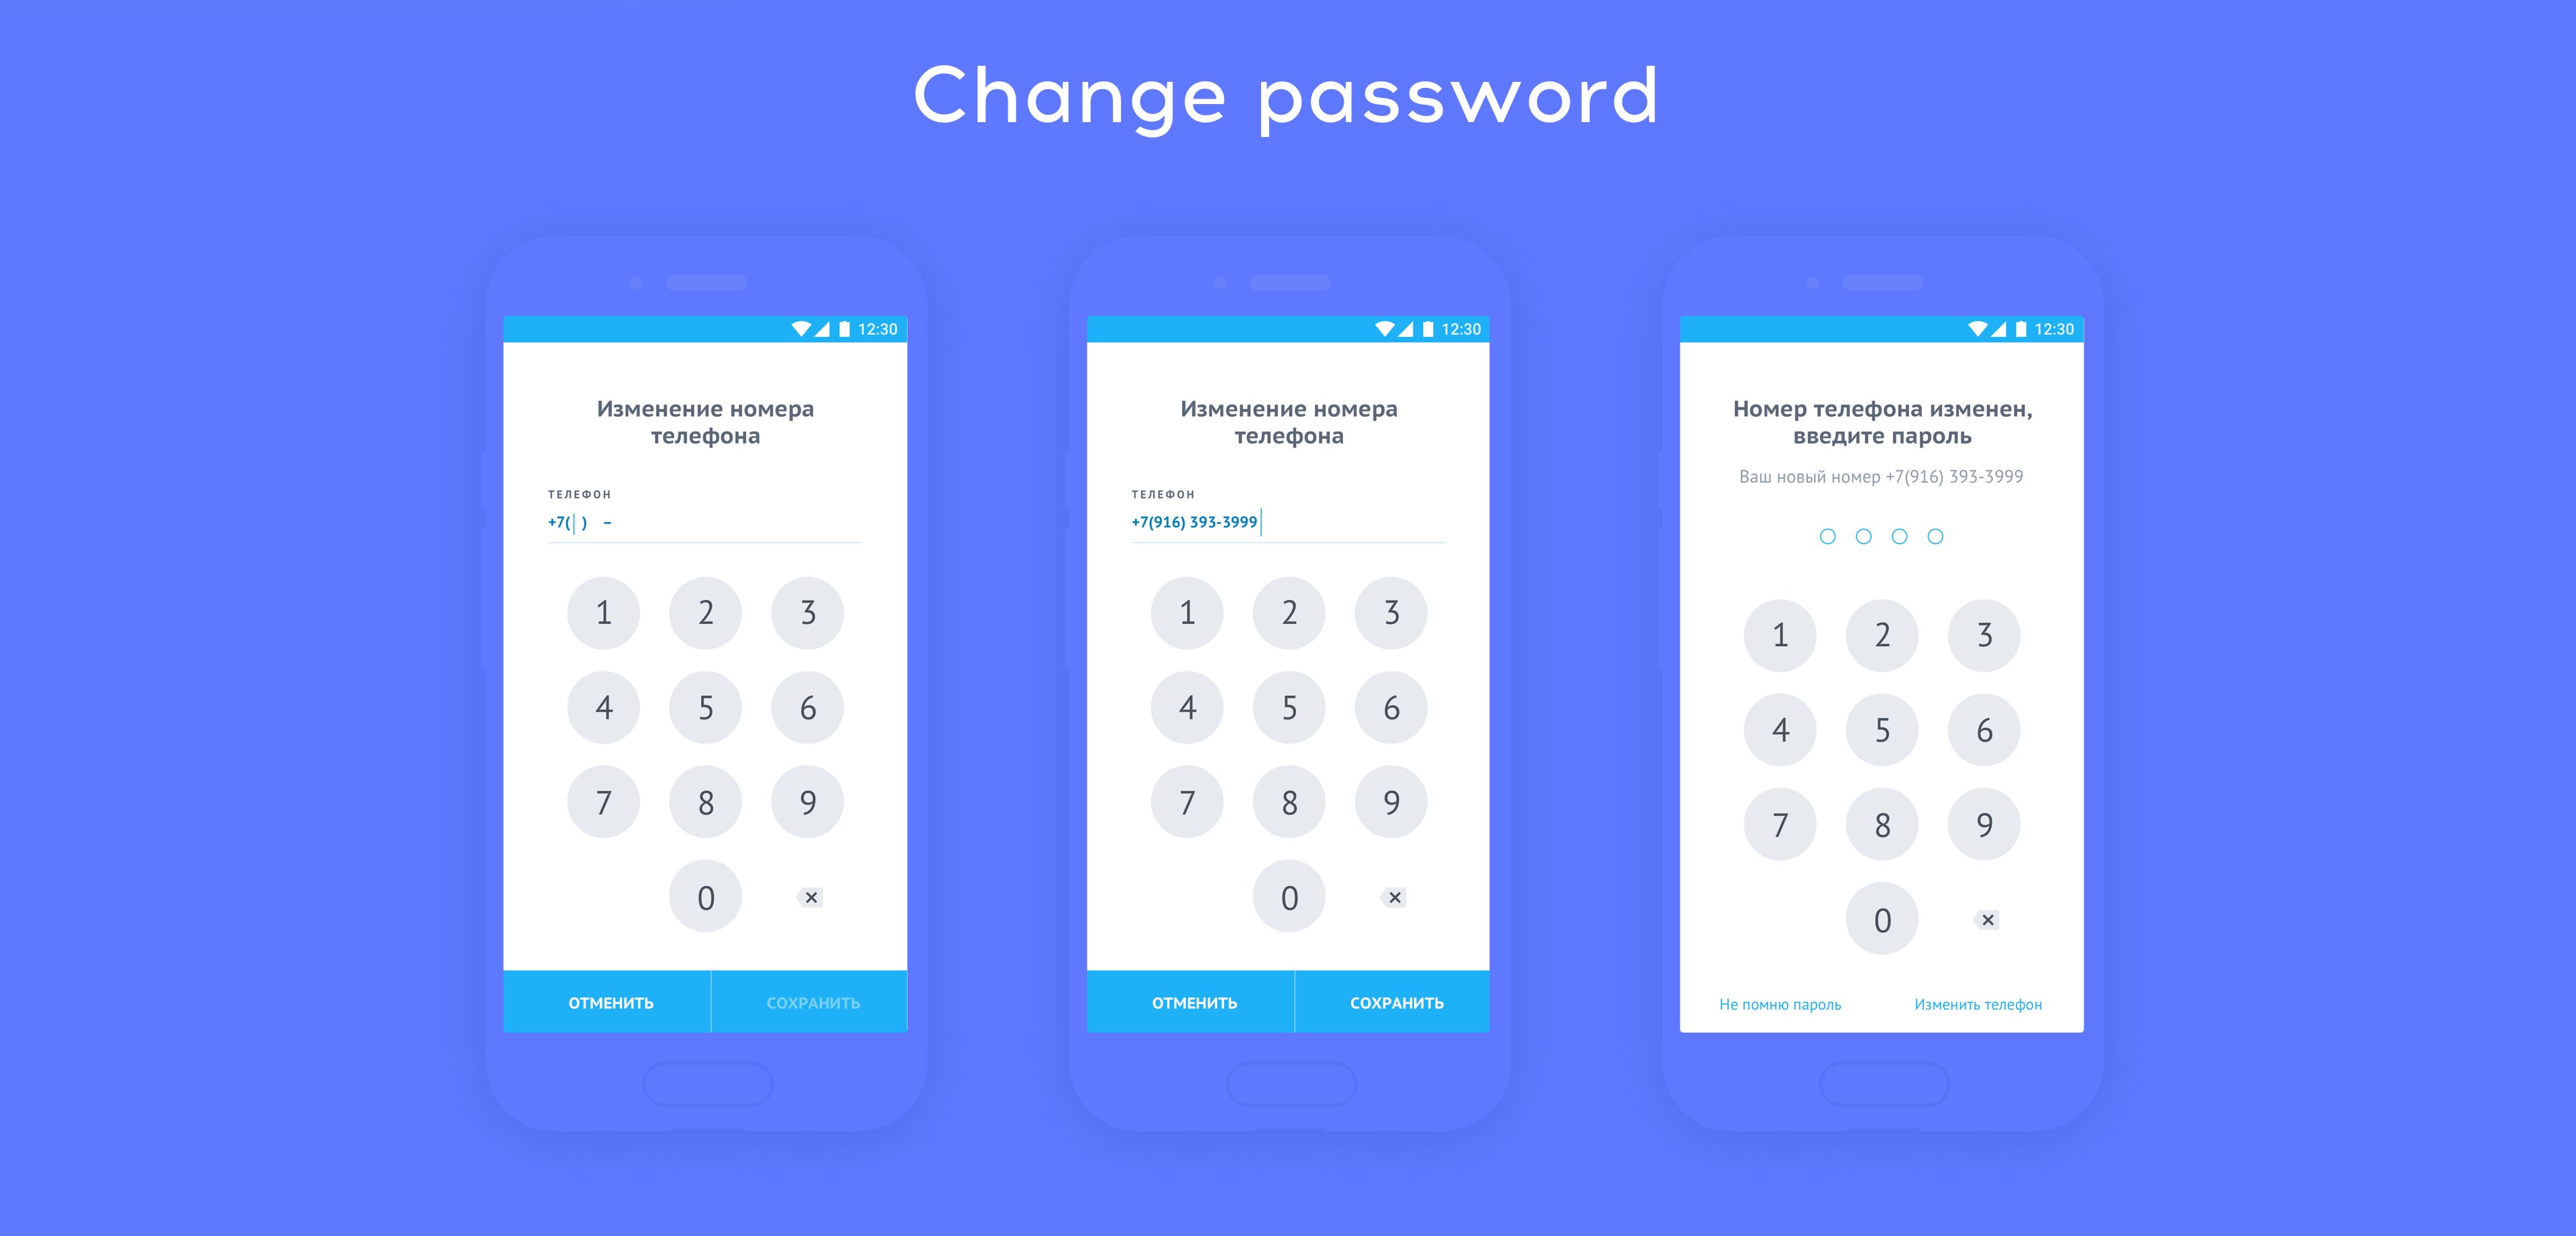 Change password
12:30
Изменение номера
телефона
ТЕЛЕФОН
+7( ) –
1 2 3
4 5 6
7 8 9
0
ОТМЕНИТЬ СОХРАНИТЬ
12:30
Изменение номера
телефона
ТЕЛЕФОН
+7(916) 393-3999
1 2 3
4 5 6
7 8 9
0
ОТМЕНИТЬ СОХРАНИТЬ
12:30
Номер телефона изменен,
введите пароль
Ваш новый номер +7(916) 393-3999
1 2 3
4 5 6
7 8 9
0
Не помню пароль Изменить телефон